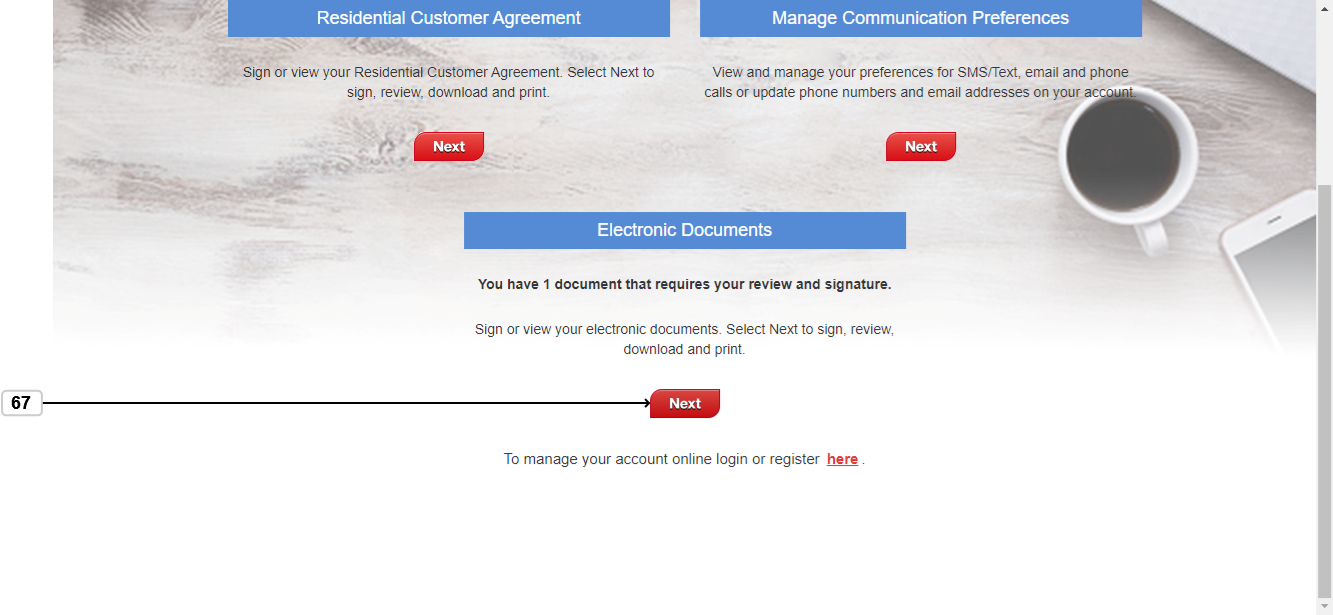 Residential Customer Agreement
Sign or view your Residential Customer Agreement. Select Next to
sign, review, download and print.
Next
Manage Communication Preferences
View and manage your preferences for SMS/Text, email and phone
calls or update phone numbers and email addresses on your account.
Next
Electronic Documents
You have 1 document that requires your review and signature.
Sign or view your electronic documents. Select Next to sign, review,
download and print.
67
Next
To manage your account online login or register here .